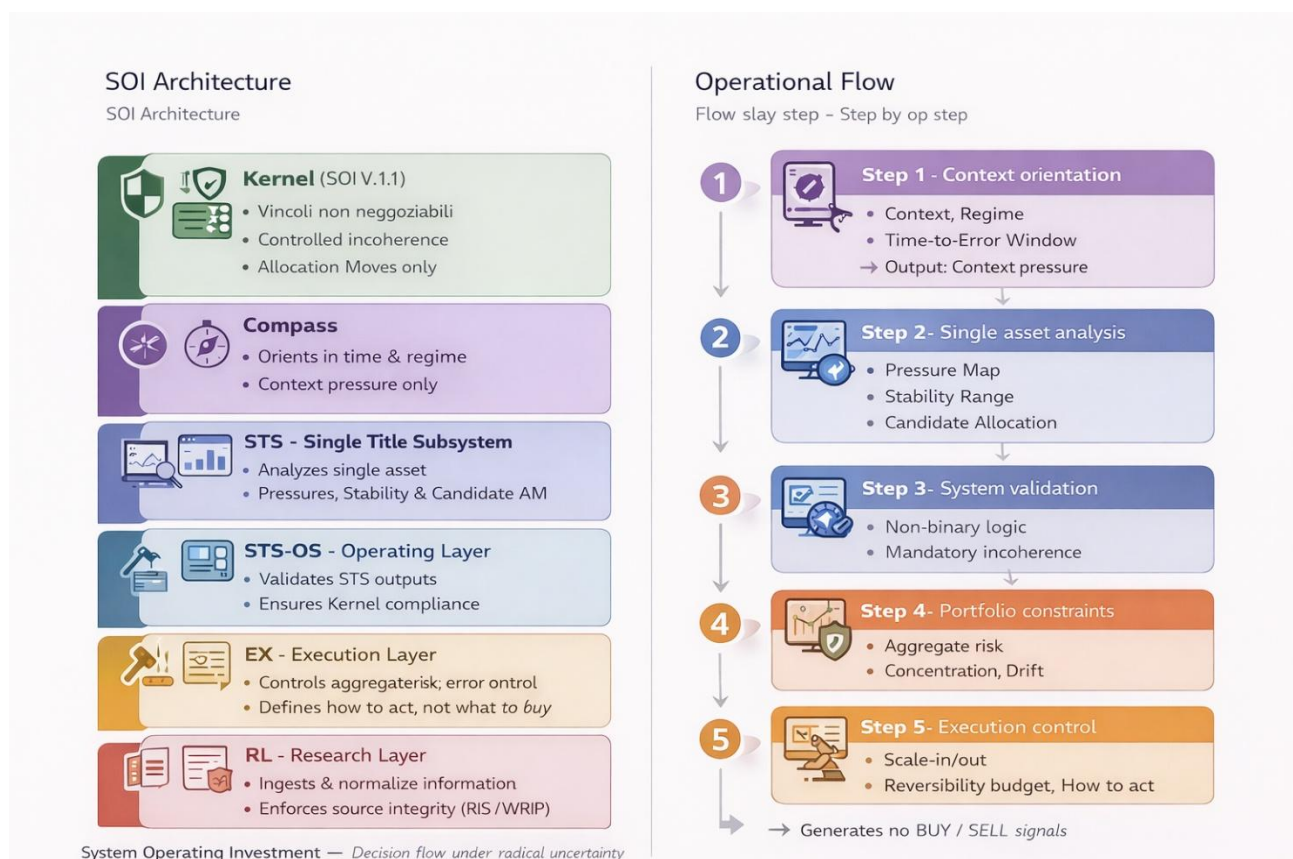 SOI Architecture
SOI Architecture
Kernel (SOI V.1.1)
• Vincoli non neggoziabili
• Controlled incoherence
• Allocation Moves only
Compass
• Orients in time & regime
• Context pressure only
STS - Single Title Subsystem
• Analyzes single asset
• Pressures, Stability & Candidate AM
STS-OS - Operating Layer
• Validates STS outputs
• Ensures Kernel compliance
EX - Execution Layer
• Controls aggregaterisk; error ontrol
• Defines how to act, not what to buy
RL - Research Layer
• Ingests & normalize information
• Enforces source integrity (RIS / WRIP)
System Operating Investment — Decision flow under radical uncertainty
Operational Flow
Flow slay step – Step by op step
1
Step 1 - Context orientation
• Context, Regime
• Time-to-Error Window
→ Output: Context pressure
2
Step 2- Single asset analysis
• Pressure Map
• Stability Range
• Candidate Allocation
3
Step 3- System validation
• Non-binary logic
• Mandatory incoherence
4
Step 4- Portfolio constraints
• Aggregate risk
• Concentration, Drift
5
Step 5- Execution control
• Scale-in/out
• Reversibility budget, How to act
→ Generates no BUY / SELL signals